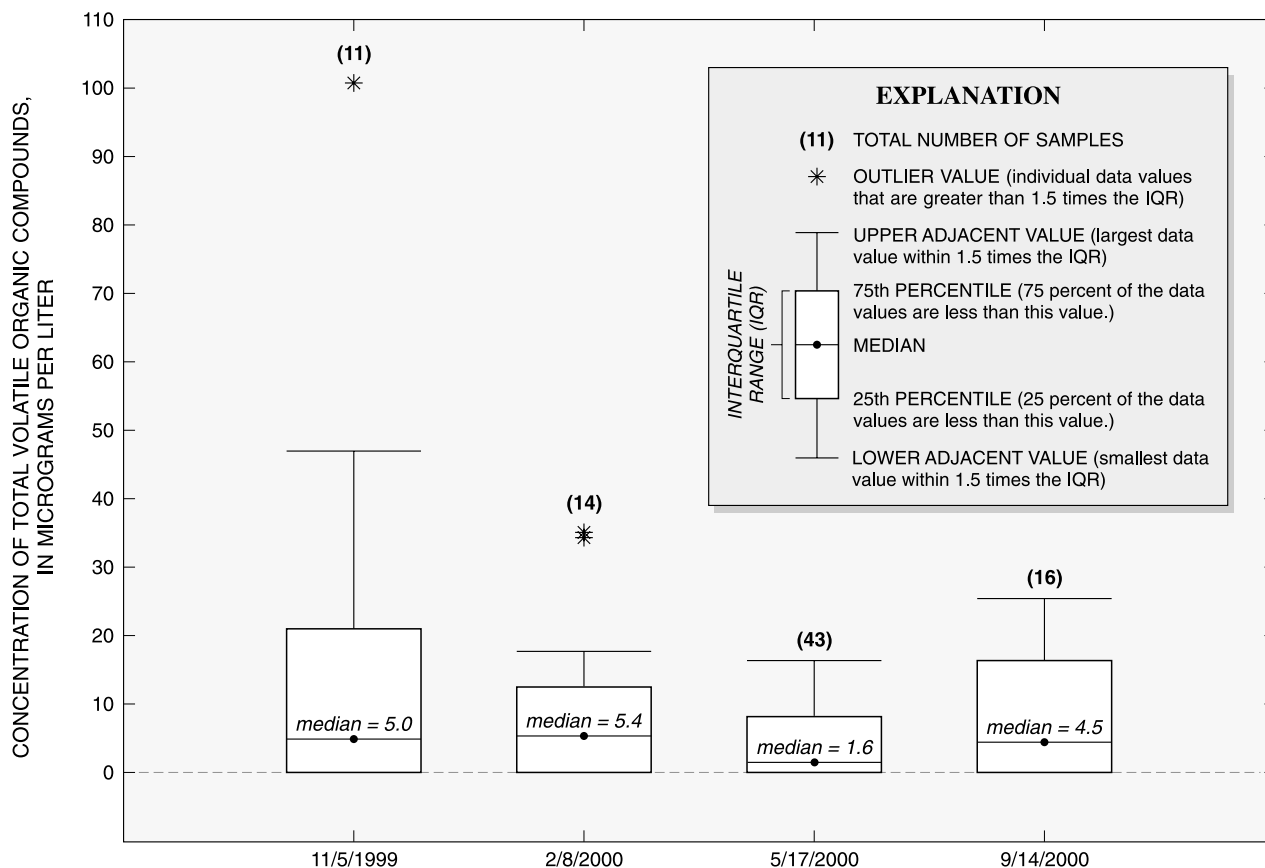 CONCENTRATION OF TOTAL VOLATILE ORGANIC COMPOUNDS,
IN MICROGRAMS PER LITER
110
100
90
80
70
60
50
40
30
20
10
0
(11)
(14)
(43)
(16)
median = 5.0
median = 5.4
median = 1.6
median = 4.5
11/5/1999
2/8/2000
5/17/2000
9/14/2000
EXPLANATION
(11) TOTAL NUMBER OF SAMPLES
OUTLIER VALUE (individual data values
that are greater than 1.5 times the IQR)
UPPER ADJACENT VALUE (largest data
value within 1.5 times the IQR)
75th PERCENTILE (75 percent of the data
values are less than this value.)
MEDIAN
25th PERCENTILE (25 percent of the data
values are less than this value.)
LOWER ADJACENT VALUE (smallest data
value within 1.5 times the IQR)
INTERQUARTILE
RANGE (IQR)